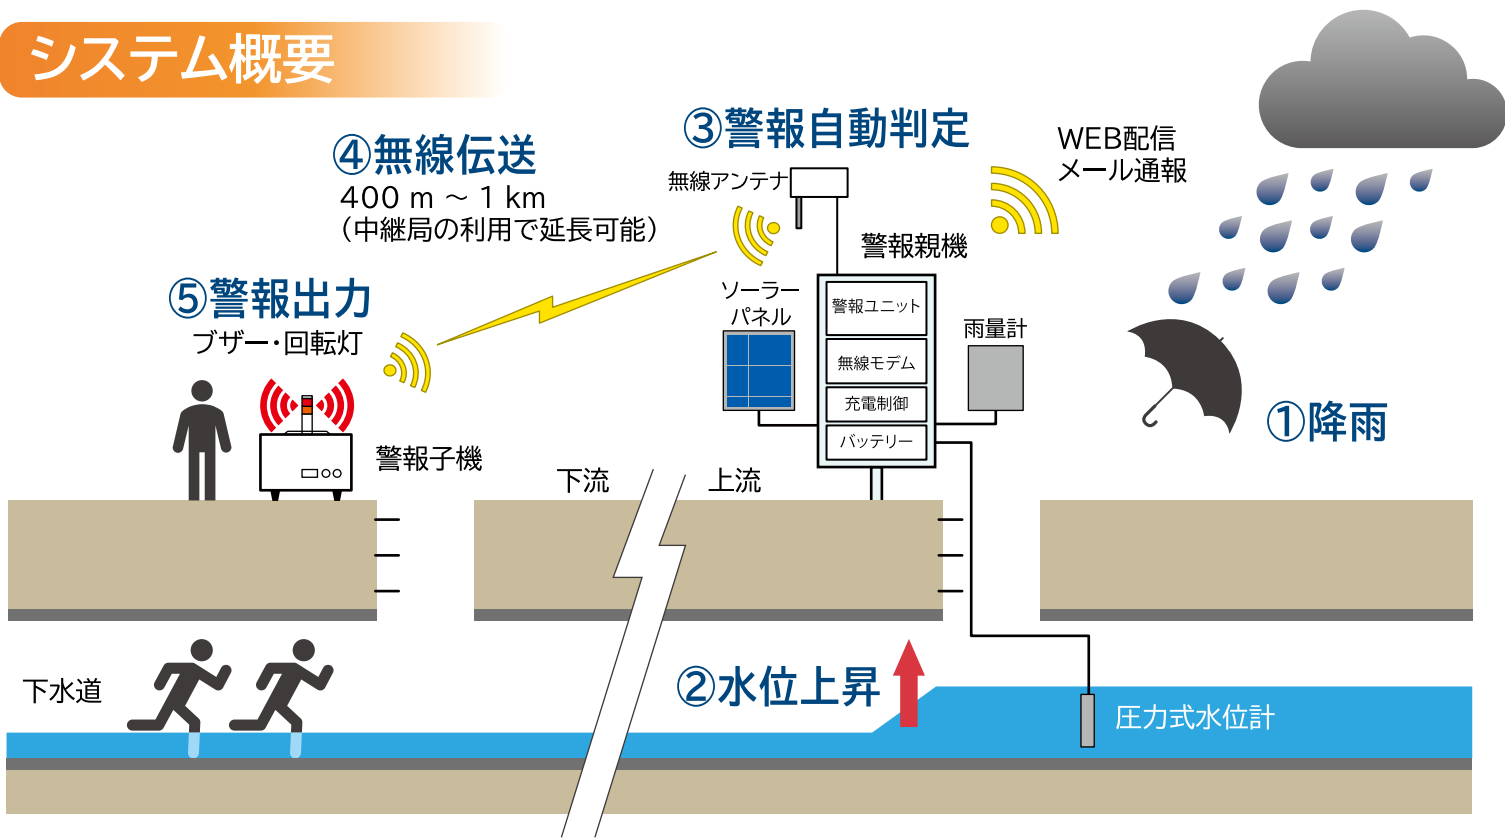 システム概要
④無線伝送
400 m ~ 1 km
（中継局の利用で延長可能）
③警報自動判定
無線アンテナ
WEB配信
メール通報
警報親機
⑤警報出力
ブザー・回転灯
ソーラー
パネル
警報ユニット
無線モデム
充電制御
バッテリー
雨量計
①降雨
警報子機
下流
上流
下水道
②水位上昇
圧力式水位計